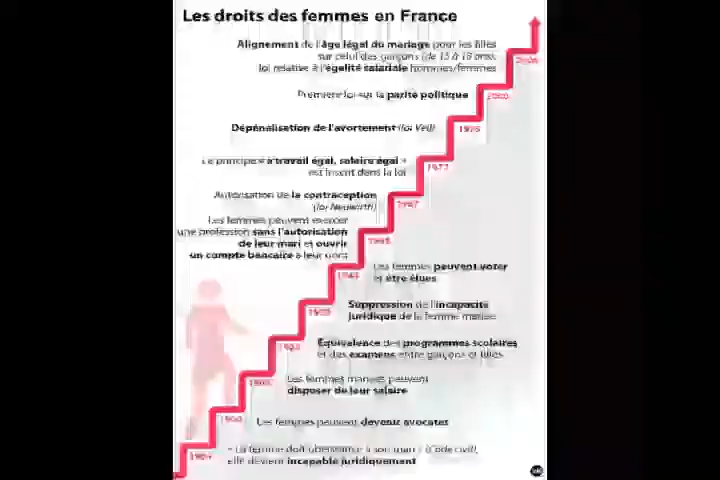 Les droits des femmes en France
Alignement de l'âge légal du mariage pour les filles
sur celui des garçons (de 15 à 18 ans),
loi relative à l'égalité salariale hommes/femmes
2006
Première loi sur la parité politique
2000
Dépénalisation de l'avortement (loi Veil)
1975
Le principe « à travail égal, salaire égal »
est inscrit dans la loi
Autorisation de la contraception
(loi Neuwirth)
1967
Les femmes peuvent exercer
une profession sans l'autorisation
de leur mari et ouvrir
un compte bancaire à leur nom
1965
Les femmes peuvent voter
et être élues
Suppression de l'incapacité
juridique de la femme mariée
Equivalence des programmes scolaires
et des examens entre garçons et filles
Les femmes mariées peuvent
disposer de leur salaire
Les femmes peuvent devenir avocates
1900
« La femme doit obéissance à son mari » (Code civil),
elle devient incapable juridiquement
1804